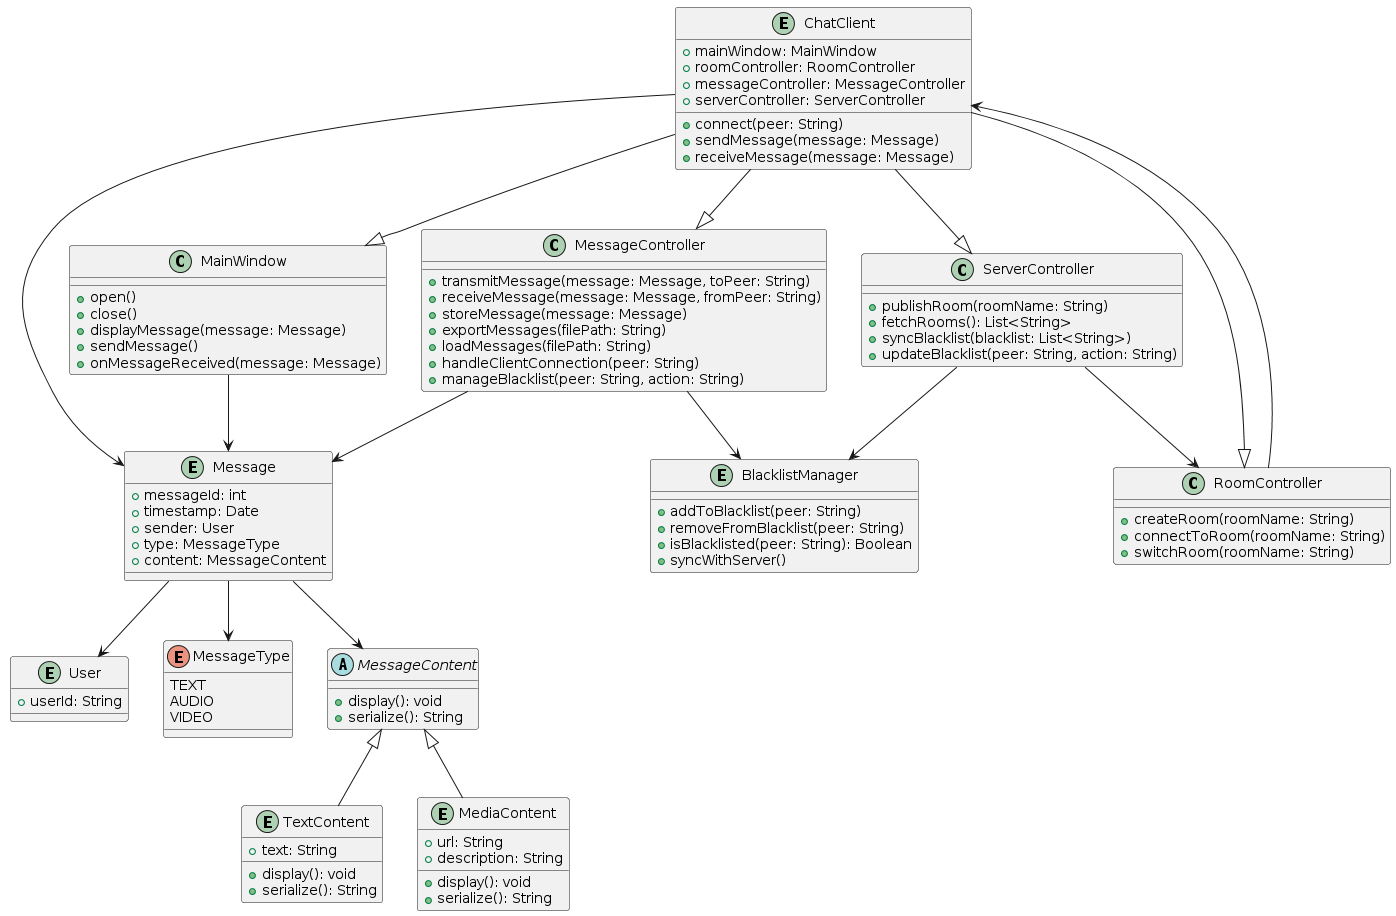 E ChatClient
mainWindow: MainWindow
roomController: RoomController
messageController: MessageController
serverController: ServerController
connect(peer: String)
sendMessage(message: Message)
receiveMessage(message: Message)
C MainWindow
open()
close()
displayMessage(message: Message)
sendMessage()
onMessageReceived(message: Message)
C MessageController
transmitMessage(message: Message, toPeer: String)
receiveMessage(message: Message, fromPeer: String)
storeMessage(message: Message)
exportMessages(filePath: String)
loadMessages(filePath: String)
handleClientConnection(peer: String)
manageBlacklist(peer: String, action: String)
C ServerController
publishRoom(roomName: String)
fetchRooms(): List<String>
syncBlacklist(blacklist: List<String>)
updateBlacklist(peer: String, action: String)
E Message
messageId: int
timestamp: Date
sender: User
type: MessageType
content: MessageContent
E BlacklistManager
addToBlacklist(peer: String)
removeFromBlacklist(peer: String)
isBlacklisted(peer: String): Boolean
syncWithServer()
C RoomController
createRoom(roomName: String)
connectToRoom(roomName: String)
switchRoom(roomName: String)
E User
userId: String
E MessageType
TEXT
AUDIO
VIDEO
A MessageContent
display(): void
serialize(): String
E TextContent
text: String
display(): void
serialize(): String
E MediaContent
url: String
description: String
display(): void
serialize(): String